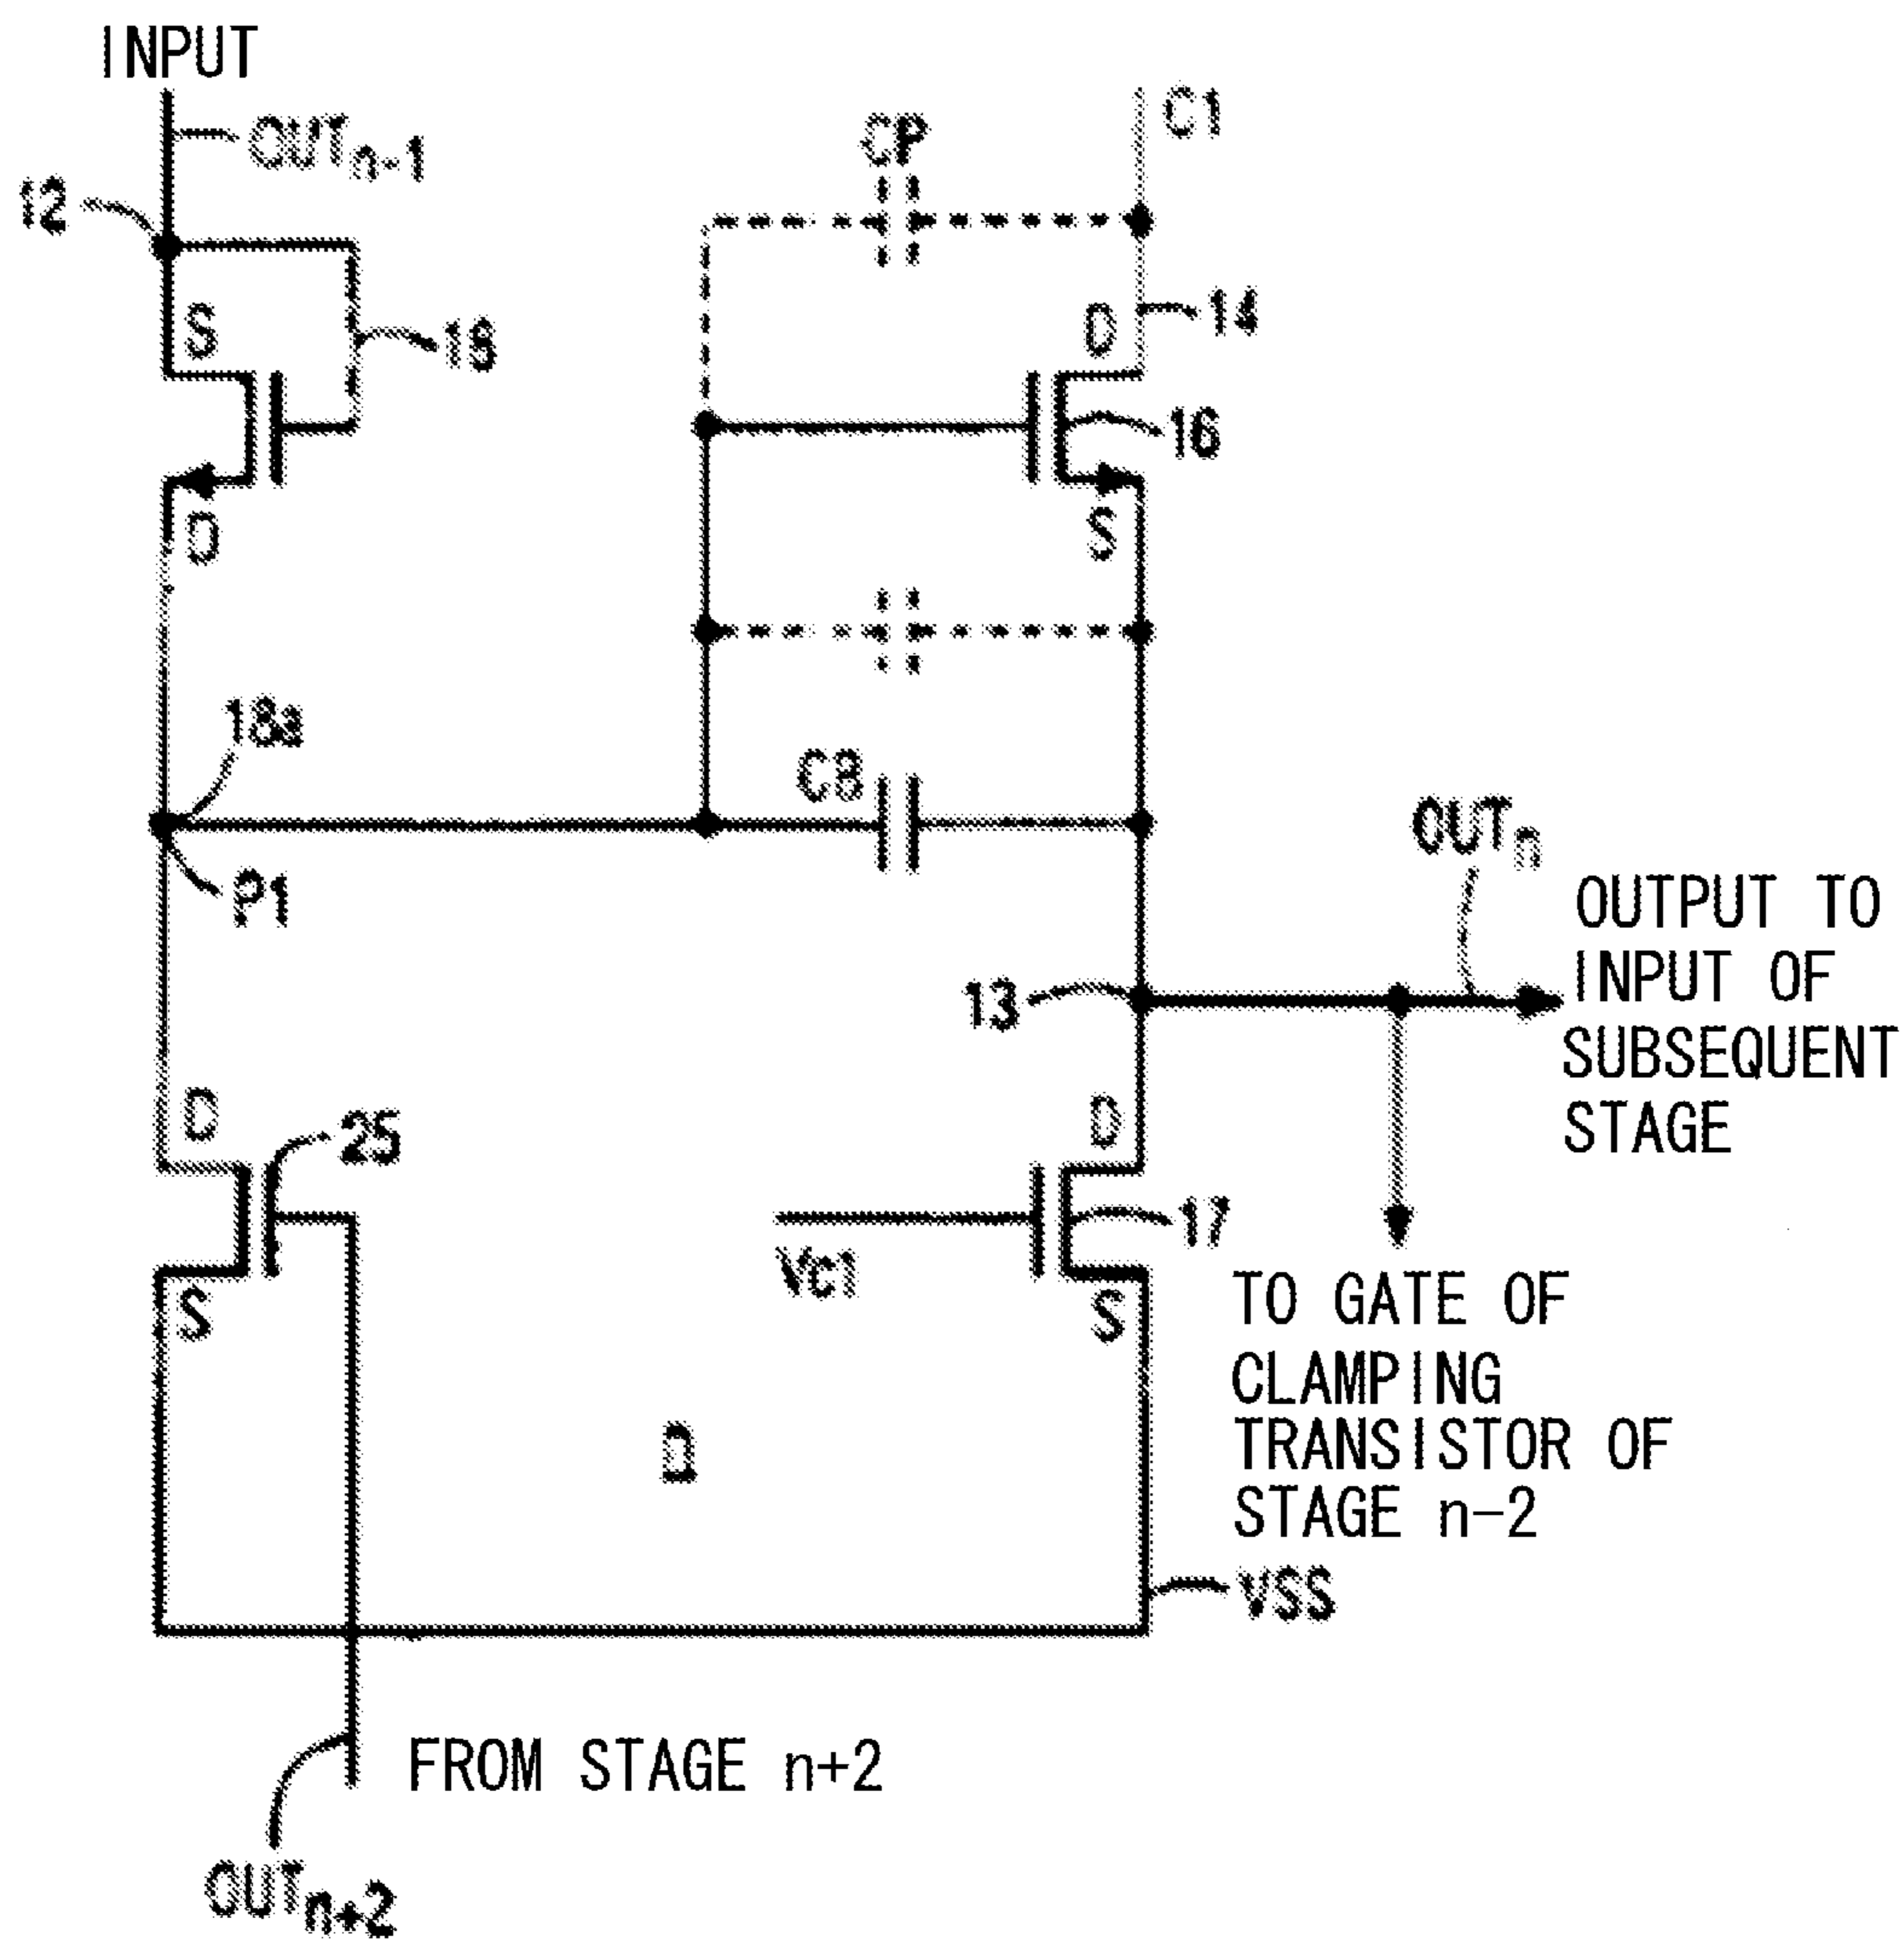 INPUT
OUTn-1
CP
C1
12
S
D
14
16
D
S
18a
CB
P1
OUTn
OUTPUT TO
INPUT OF
SUBSEQUENT
STAGE
13
D
25
D
17
Vc1
S
S
TO GATE OF
CLAMPING
TRANSISTOR OF
STAGE n-2
D
VSS
FROM STAGE n+2
OUTn+2